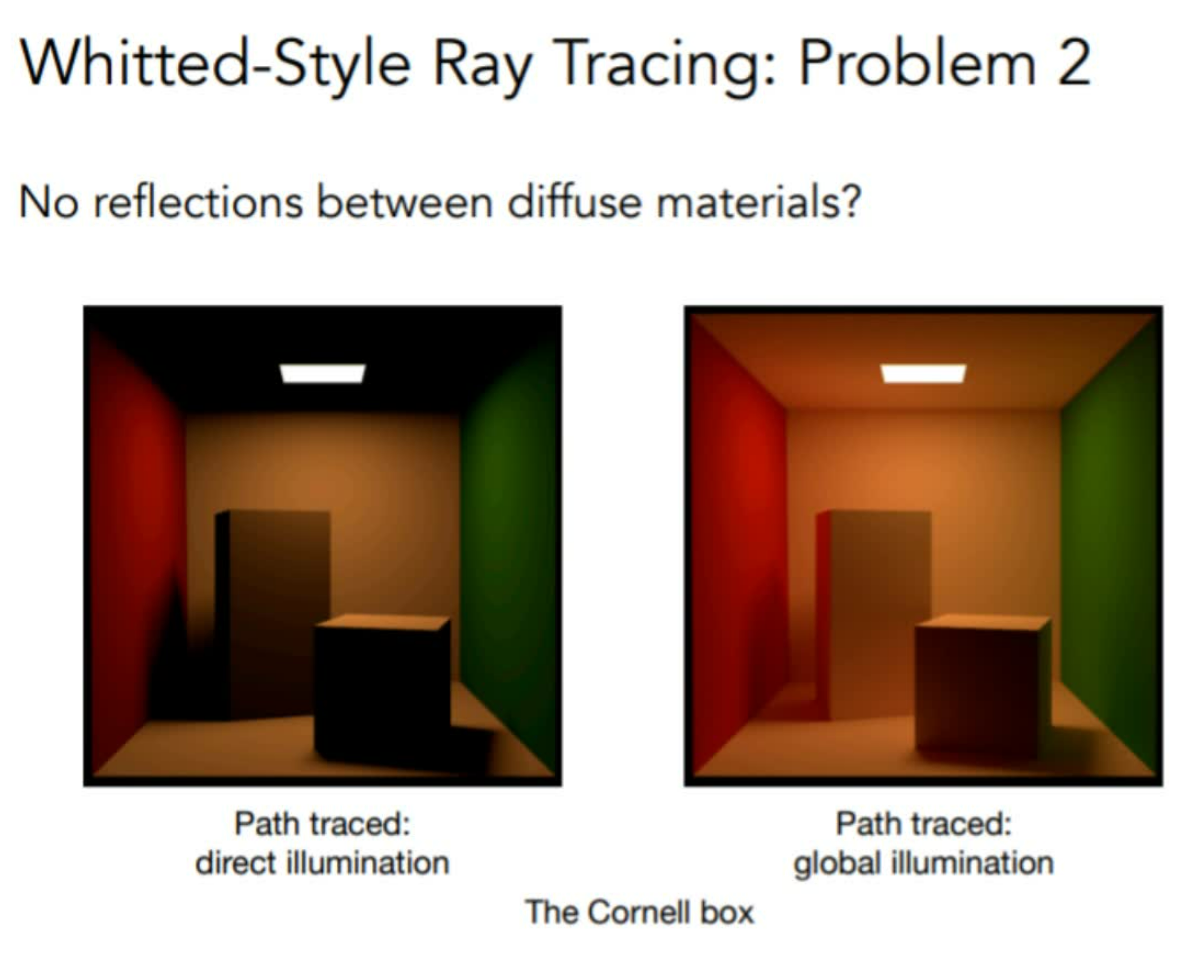 Whitted-Style Ray Tracing: Problem 2
No reflections between diffuse materials?
Path traced:
direct illumination
Path traced:
global illumination
The Cornell box